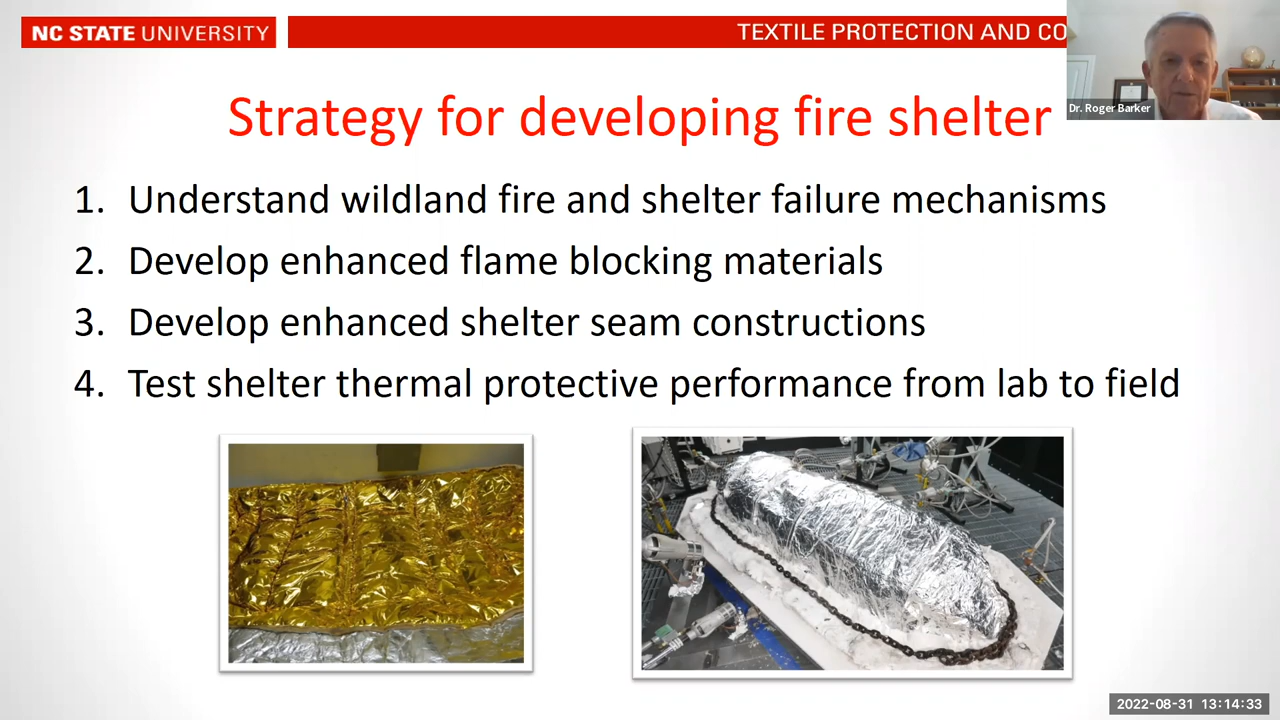 NC STATE UNIVERSITY
TEXTILE PROTECTION AND CO
Dr. Roger Barker
Strategy for developing fire shelter
1. Understand wildland fire and shelter failure mechanisms
2. Develop enhanced flame blocking materials
3. Develop enhanced shelter seam constructions
4. Test shelter thermal protective performance from lab to field
2022-08-31 13:14:33